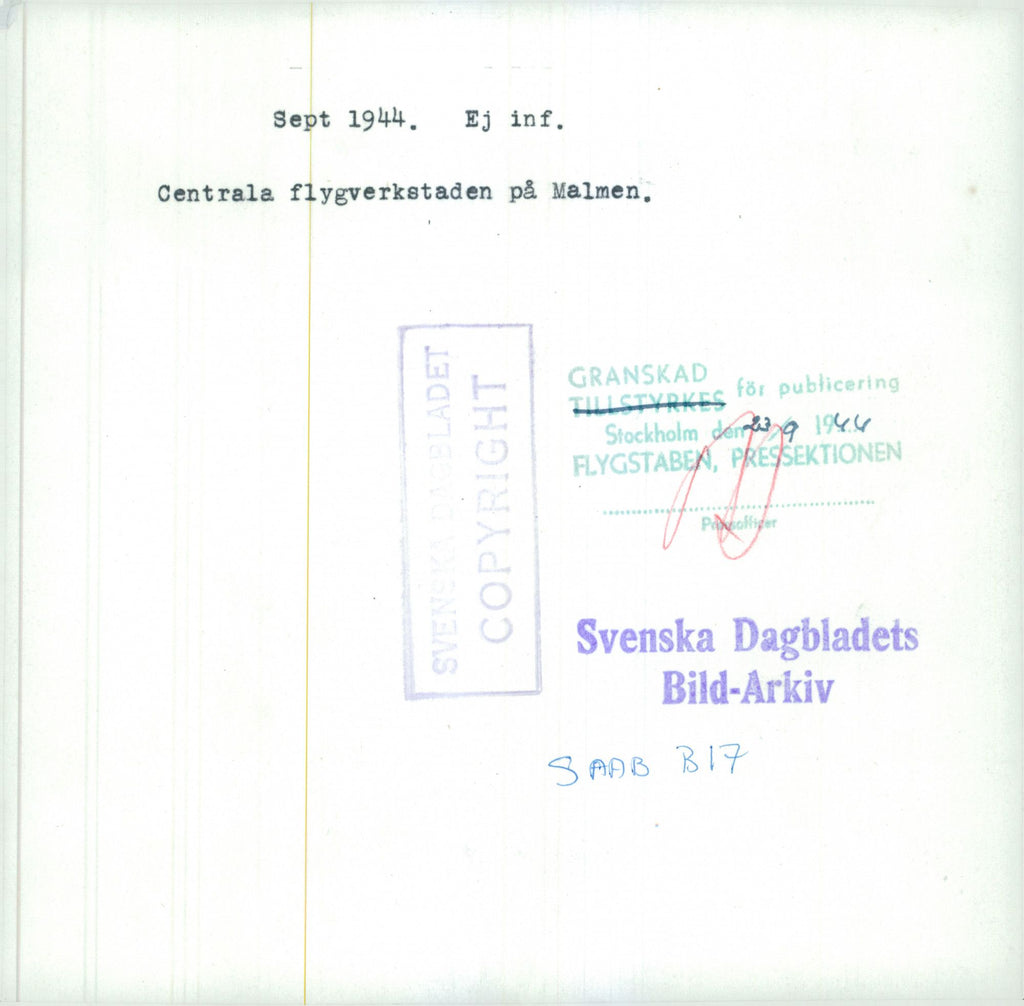 Sept 1944. Ej inf.
Centrala flygverkstaden på Malmen.
SVENSKA DAGBLADET
COPYRIGHT
GRANSKAD
TILLSTYRKES för publicering
Stockholm den 23/9 1944
FLYGSTABEN, PRESSEKTIONEN
Pressofficer
Svenska Dagbladets
Bild-Arkiv
SAAB B17